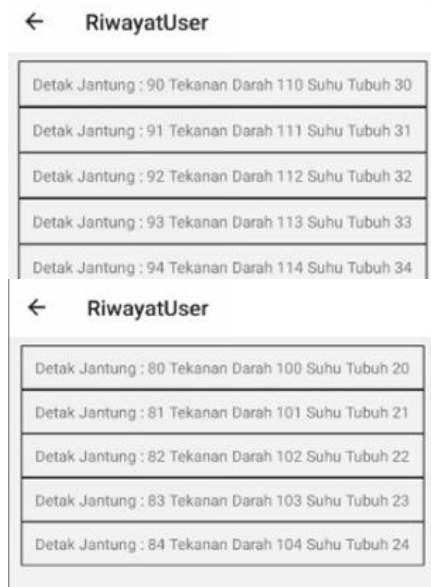 ← RiwayatUser
Detak Jantung : 90 Tekanan Darah 110 Suhu Tubuh 30
Detak Jantung : 91 Tekanan Darah 111 Suhu Tubuh 31
Detak Jantung : 92 Tekanan Darah 112 Suhu Tubuh 32
Detak Jantung : 93 Tekanan Darah 113 Suhu Tubuh 33
Detak Jantung : 94 Tekanan Darah 114 Suhu Tubuh 34
← RiwayatUser
Detak Jantung : 80 Tekanan Darah 100 Suhu Tubuh 20
Detak Jantung : 81 Tekanan Darah 101 Suhu Tubuh 21
Detak Jantung : 82 Tekanan Darah 102 Suhu Tubuh 22
Detak Jantung : 83 Tekanan Darah 103 Suhu Tubuh 23
Detak Jantung : 84 Tekanan Darah 104 Suhu Tubuh 24